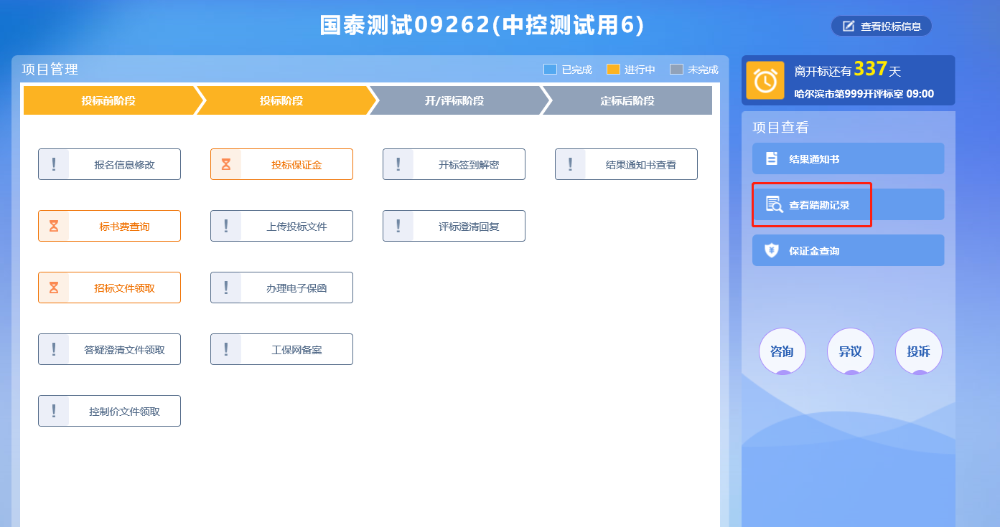 国泰测试09262(中控测试用6)
查看投标信息
项目管理
已完成 进行中 未完成
离开标还有337天
哈尔滨市第999开评标室 09:00
投标前阶段 投标阶段 开/评标阶段 定标后阶段
报名信息修改 投标保证金 开标签到解密 结果通知书查看
标书费查询 上传投标文件 评标澄清回复
招标文件领取 办理电子保函
答疑澄清文件领取 工保网备案
控制价文件领取
项目查看
结果通知书
查看踏勘记录
保证金查询
咨询 异议 投诉